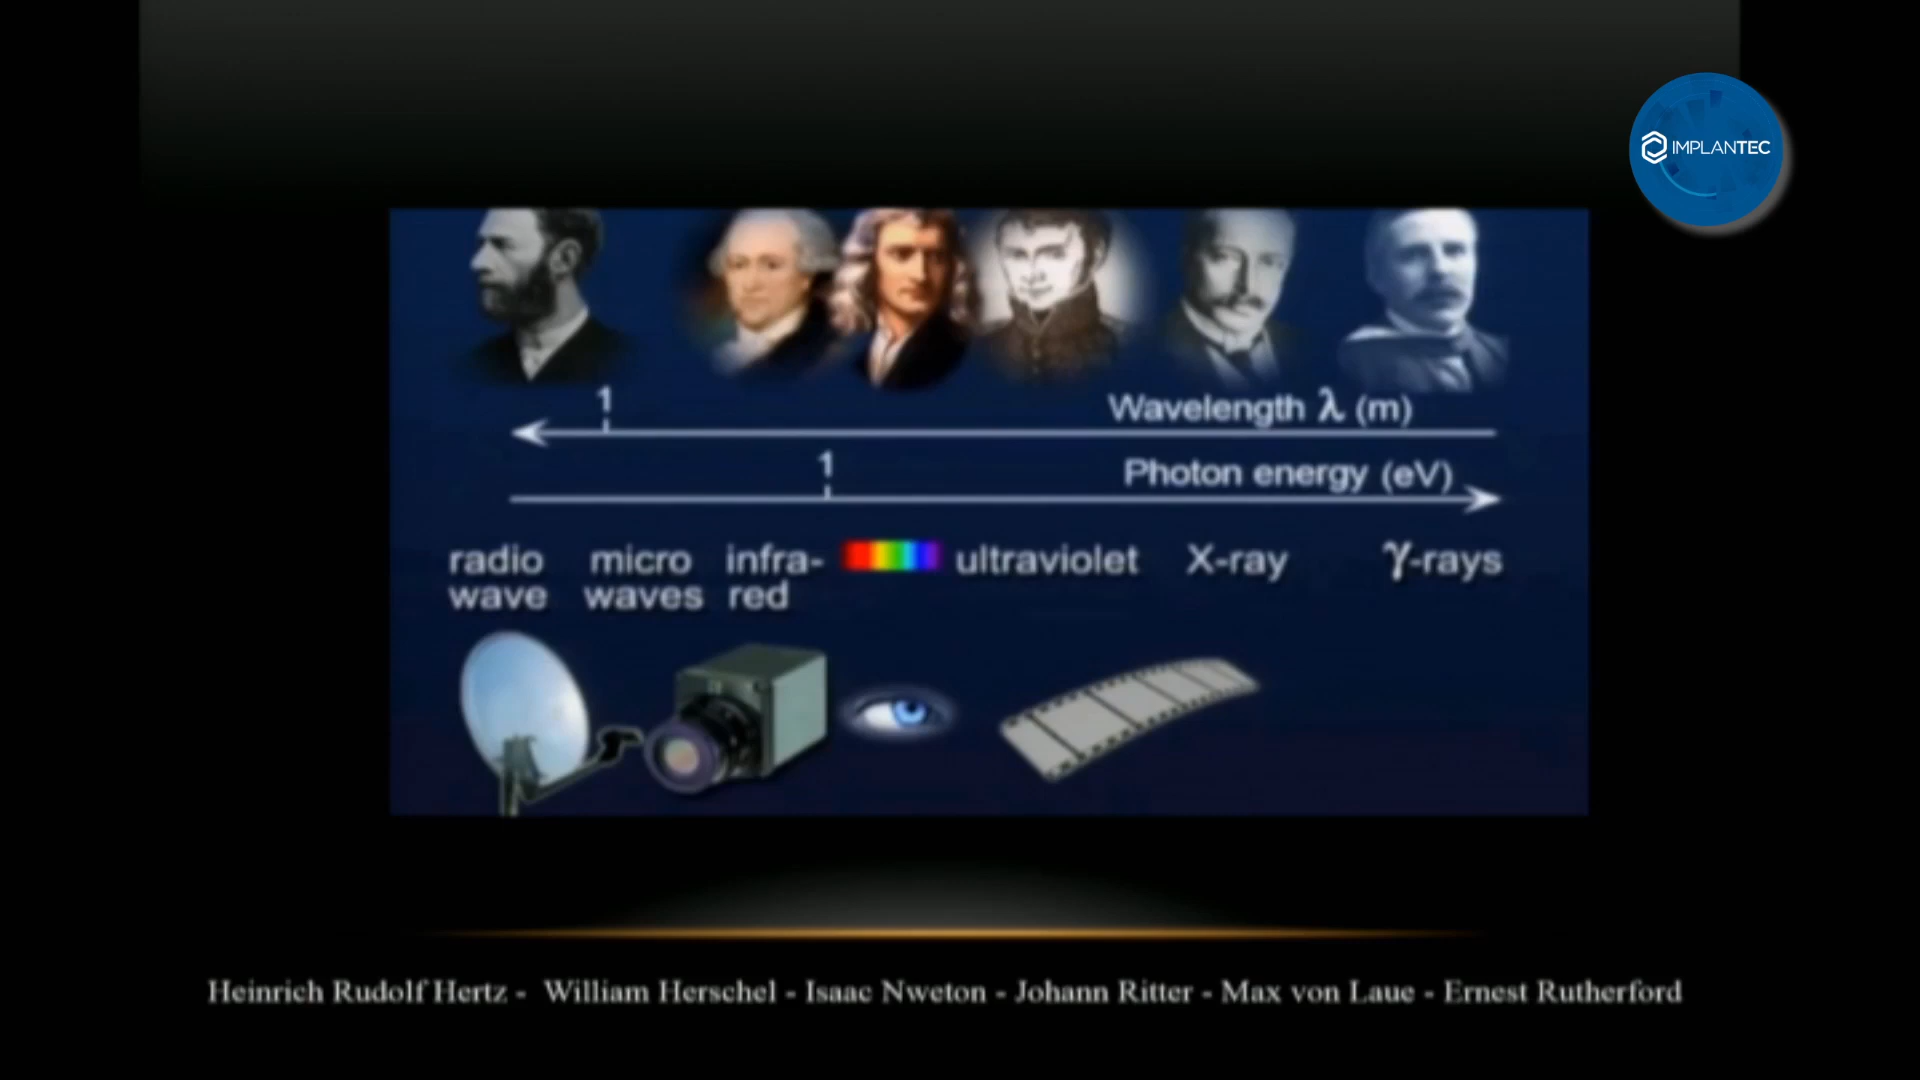 IMPLANTEC
1
Wavelength λ (m)
1
Photon energy (eV)
radio wave
micro waves
infra-red
ultraviolet
X-ray
γ-rays
Heinrich Rudolf Hertz - William Herschel - Isaac Nweton - Johann Ritter - Max von Laue - Ernest Rutherford